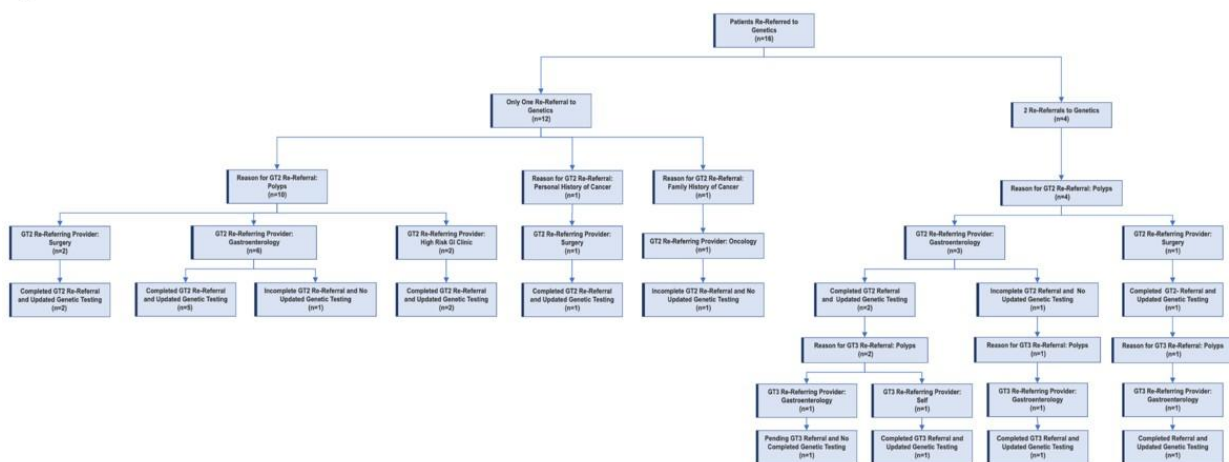 Patients Re-Referred to
Genetics
(n=16)
Only One Re-Referral to
Genetics
(n=12)
2 Re-Referrals to Genetics
(n=4)
Reason for GT2 Re-Referral:
Polyps
(n=10)
Reason for GT2 Re-Referral:
Personal History of Cancer
(n=1)
Reason for GT2 Re-Referral:
Family History of Cancer
(n=1)
Reason for GT2 Re-Referral: Polyps
(n=4)
GT2 Re-Referring Provider:
Surgery
(n=2)
GT2 Re-Referring Provider:
Gastroenterology
(n=6)
GT2 Re-Referring Provider:
High Risk GI Clinic
(n=2)
GT2 Re-Referring Provider:
Surgery
(n=1)
GT2 Re-Referring Provider: Oncology
(n=1)
GT2 Re-Referring Provider:
Gastroenterology
(n=3)
GT2 Re-Referring Provider:
Surgery
(n=1)
Completed GT2 Re-Referral
and Updated Genetic Testing
(n=2)
Completed GT2 Re-Referral
and Updated Genetic Testing
(n=5)
Incomplete GT2 Re-Referral and No
Updated Genetic Testing
(n=1)
Completed GT2 Re-Referral
and Updated Genetic Testing
(n=2)
Completed GT2 Re-Referral
and Updated Genetic Testing
(n=1)
Incomplete GT2 Re-Referral and No
Updated Genetic Testing
(n=1)
Completed GT2 Referral
and Updated Genetic Testing
(n=2)
Incomplete GT2 Referral and No
Updated Genetic Testing
(n=1)
Completed GT2- Referral and
Updated Genetic Testing
(n=1)
Reason for GT3 Re-Referral: Polyps
(n=2)
Reason for GT3 Re-Referral: Polyps
(n=1)
Reason for GT3 Re-Referral: Polyps
(n=1)
GT3 Re-Referring Provider:
Gastroenterology
(n=1)
GT3 Re-Referring Provider:
Self
(n=1)
GT3 Re-Referring Provider:
Gastroenterology
(n=1)
GT3 Re-Referring Provider:
Gastroenterology
(n=1)
Pending GT3 Referral and No
Completed Genetic Testing
(n=1)
Completed GT3 Referral and
Updated Genetic Testing
(n=1)
Completed GT3 Referral and
Updated Genetic Testing
(n=1)
Completed Referral and
Updated Genetic Testing
(n=1)